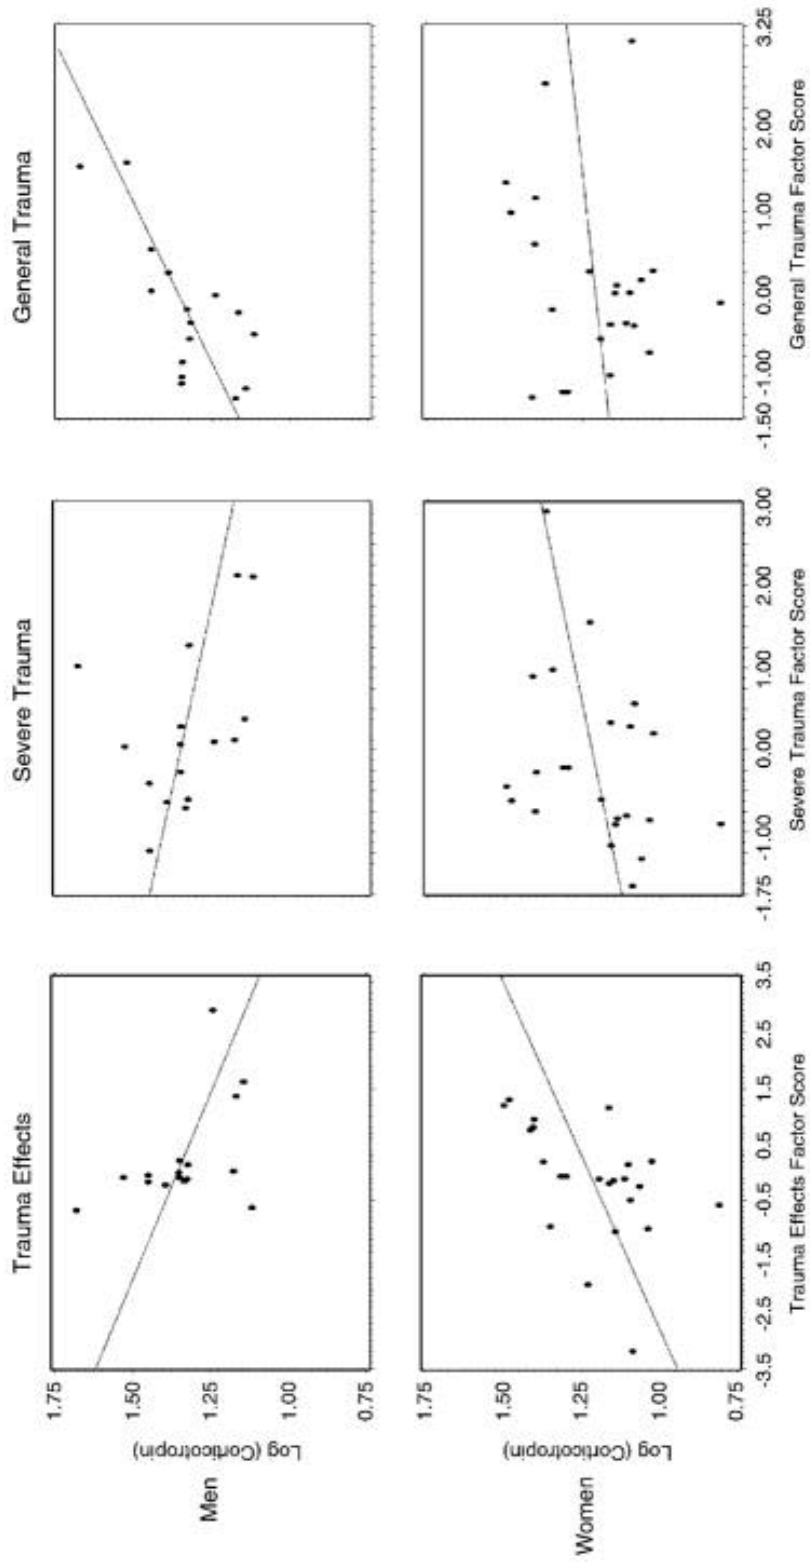 Trauma Effects
Severe Trauma
General Trauma
Men
Log (Corticotropin)
1.75
1.50
1.25
1.00
0.75
Women
Log (Corticotropin)
1.75
1.50
1.25
1.00
0.75
-3.5 -2.5 -1.5 -0.5 0.5 1.5 2.5 3.5
Trauma Effects Factor Score
-1.75 -1.00 0.00 1.00 2.00 3.00
Severe Trauma Factor Score
-1.50 -1.00 0.00 1.00 2.00 3.25
General Trauma Factor Score